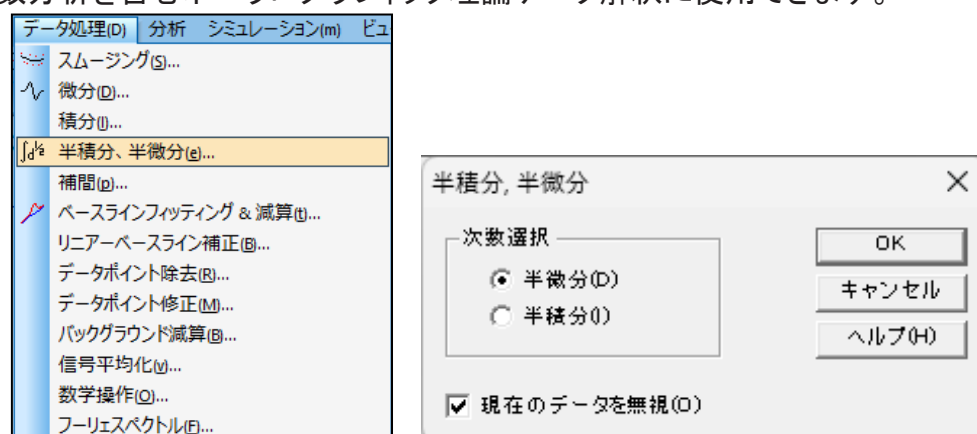 データ処理(D) 分析 シミュレーション(m) ビュ
スムージング(S)...
微分(D)...
積分(I)...
半積分、半微分(e)...
補間(p)...
ベースラインフィッティング & 減算(t)...
リニアーベースライン補正(B)...
データポイント除去(R)...
データポイント修正(M)...
バックグラウンド減算(B)...
信号平均化(v)...
数学操作(O)...
フーリェスペクトル(F)...
半積分, 半微分
次数選択
半微分(D)
半積分(I)
現在のデータを無視(O)
OK
キャンセル
ヘルプ(H)